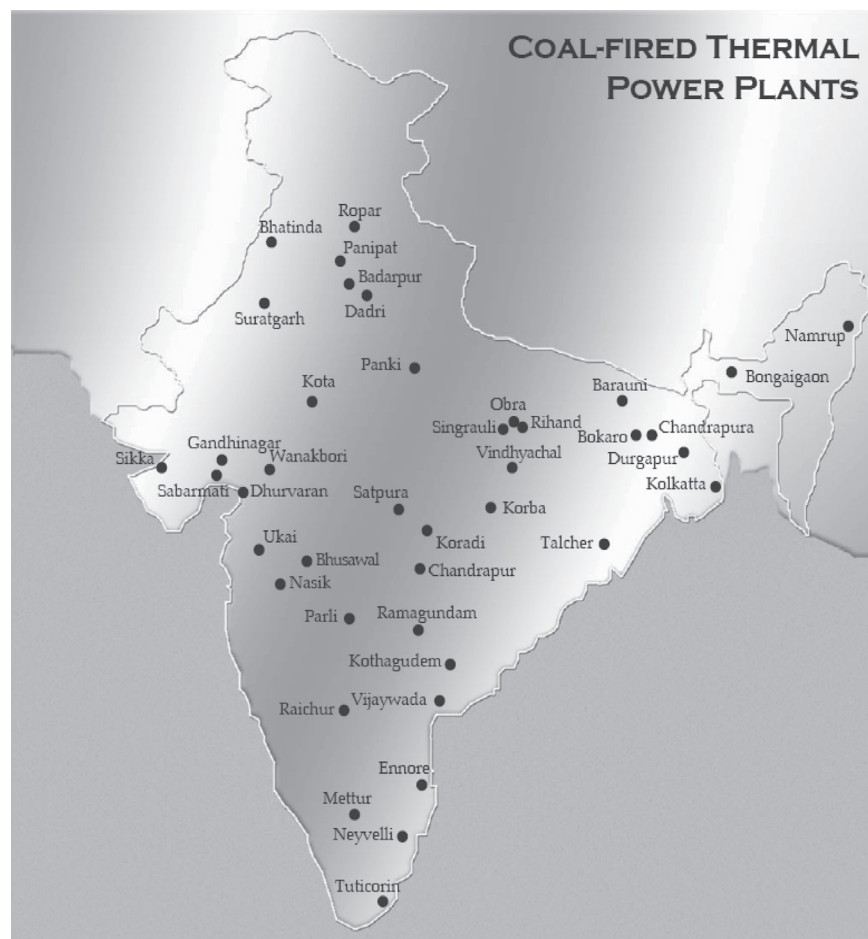 COAL-FIRED THERMAL
POWER PLANTS
Ropar
Bhatinda
Panipat
Badarpur
Dadri
Suratgarh
Namrup
Panki
Bongaigaon
Kota
Barauni
Obra
Singrauli
Rihand
Bokaro
Chandrapura
Gandhinagar
Sikka
Wanakbori
Vindhyachal
Durgapur
Kolkatta
Sabarmati
Dhurvaran
Satpura
Korba
Ukai
Koradi
Talcher
Bhusawal
Chandrapur
Nasik
Parli
Ramagundam
Kothagudem
Vijaywada
Raichur
Ennore
Mettur
Neyvelli
Tuticorin